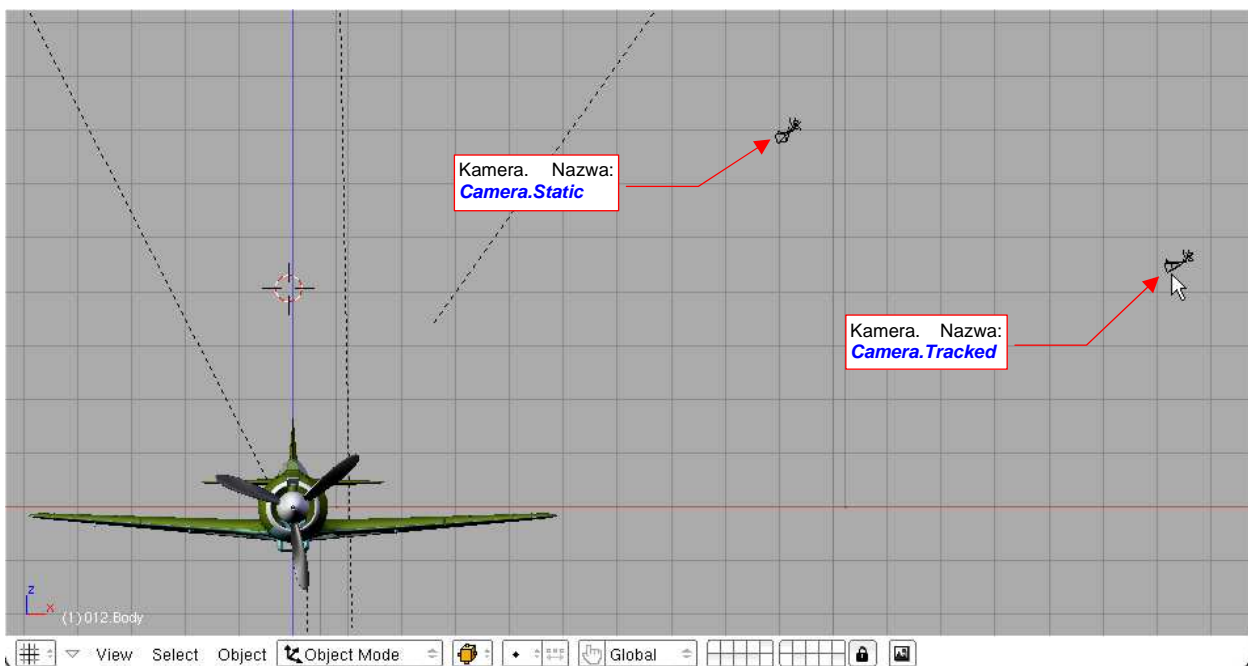 Kamera. Nazwa:
Camera.Static
Kamera. Nazwa:
Camera.Tracked
z
x
(1) 012.Body
View Select Object Object Mode Global